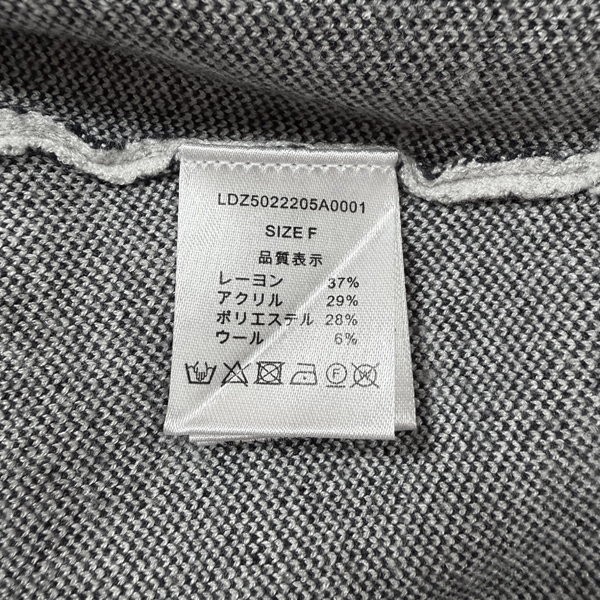 LDZ5022205A0001
SIZE F
品質表示
レーヨン 37%
アクリル 29%
ポリエステル 28%
ウール 6%
F W